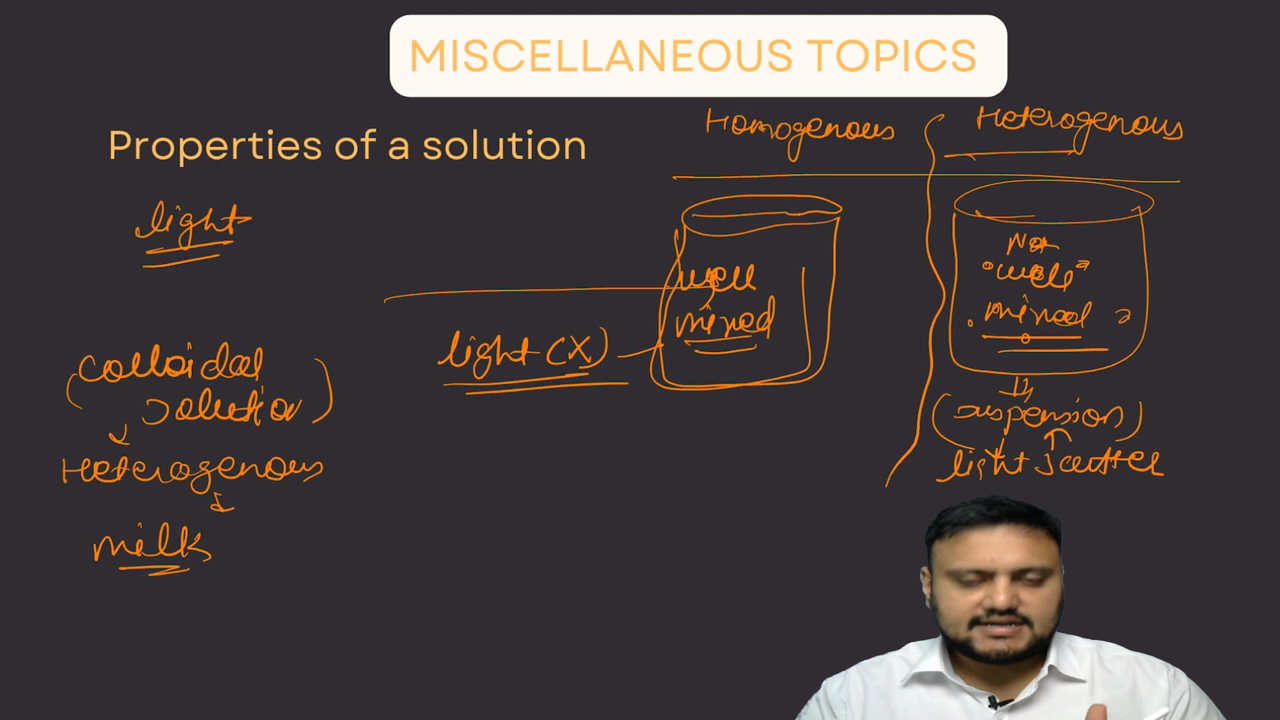 MISCELLANEOUS TOPICS
Properties of a solution
Homogenous
Heterogenous
light
well
mixed
light (X)
Not
"well"
mixed
(suspension)
light scatter
(colloidal
solution)
Heterogenous
milk